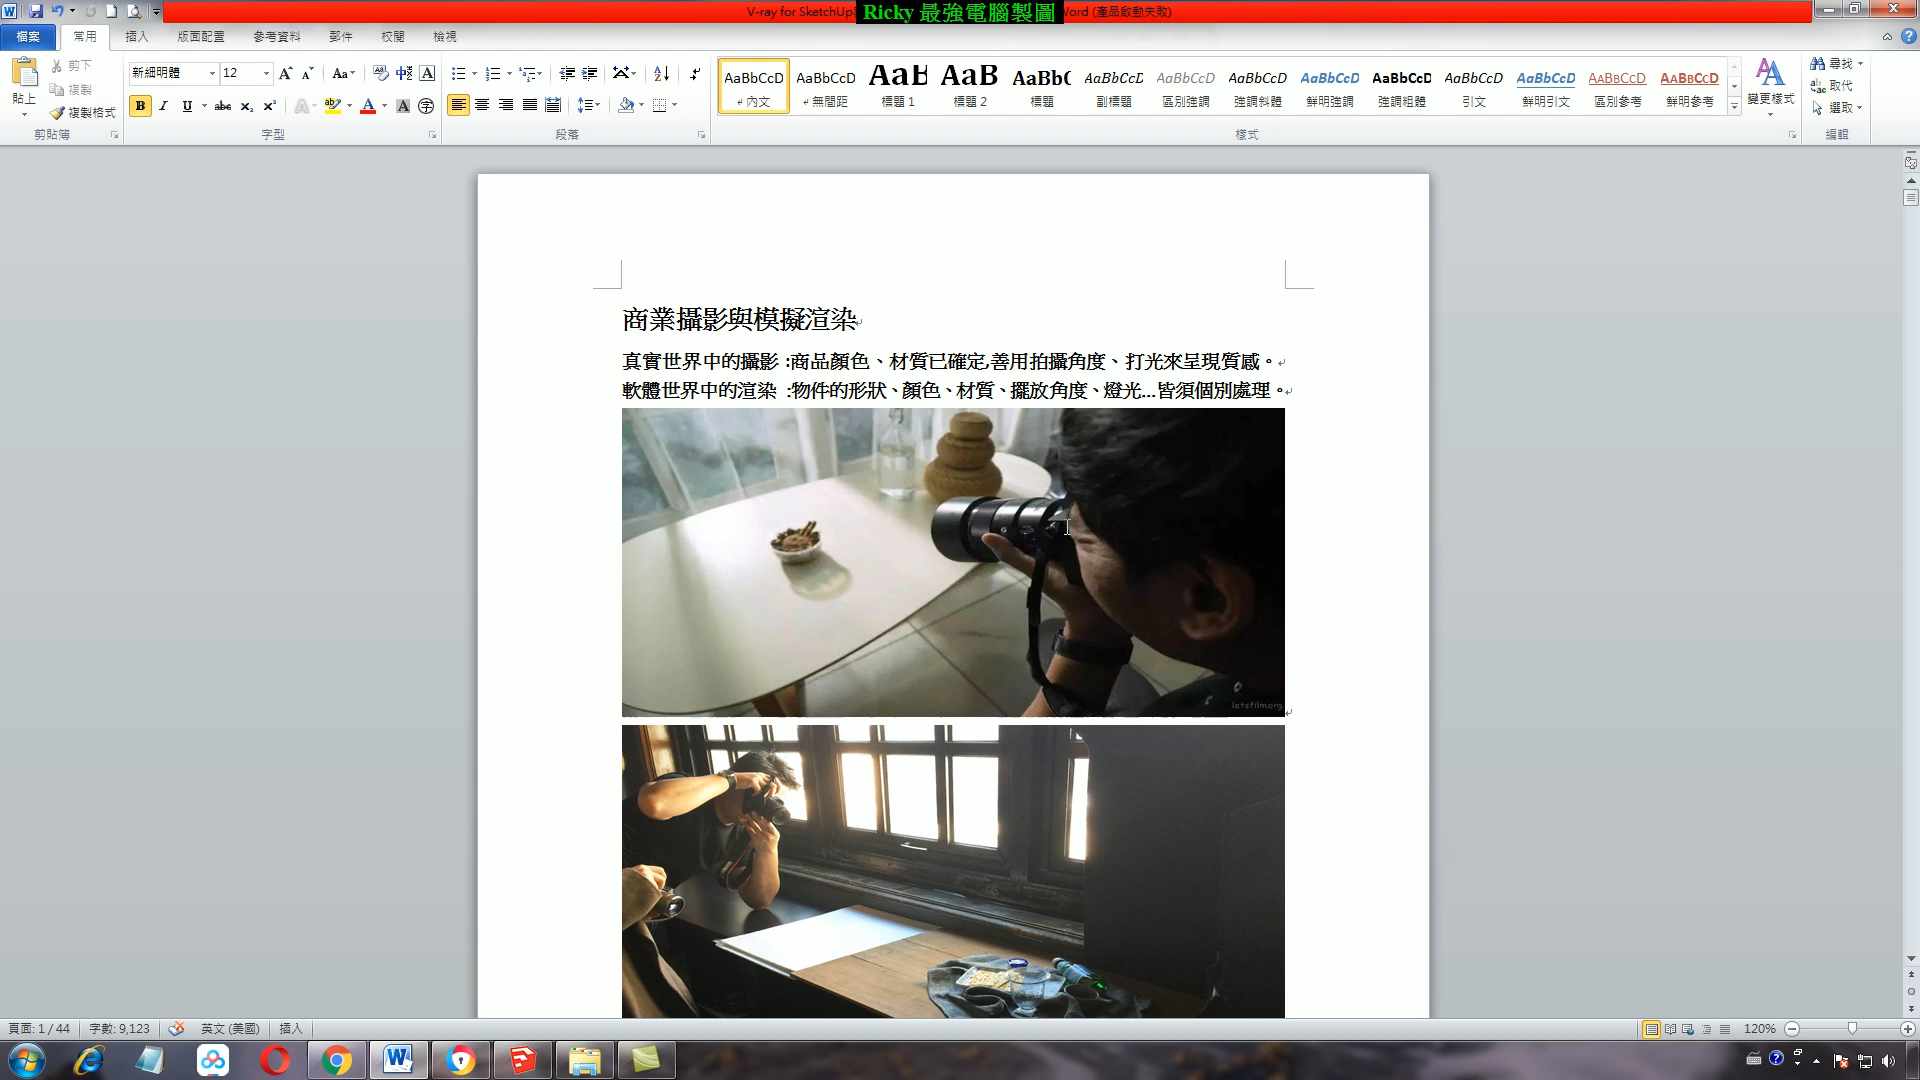 V-ray for SketchUp
Ricky 最強電腦製圖
Word (產品啟動失敗)
檔案 常用 插入 版面配置 參考資料 郵件 校閱 檢視
貼上 剪下 複製 複製格式 剪貼簿
新細明體 12 字型
段落
AaBbCcD AaBbCcD AaB AaB AaBbC AaBbCcD AaBbCcD AaBbCcD AaBbCcD AaBbCcD AaBbCcD AaBbCcD AaBbCcD AaBbCcD
內文 無間距 標題 1 標題 2 標題 副標題 區別強調 強調斜體 鮮明強調 強調粗體 引文 鮮明引文 區別參考 鮮明參考
樣式
變更樣式
尋找 取代 選取 編輯
商業攝影與模擬渲染
真實世界中的攝影 :商品顏色、材質已確定,善用拍攝角度、打光來呈現質感。
軟體世界中的渲染 :物件的形狀、顏色、材質、擺放角度、燈光...皆須個別處理。
letsfilm.org
頁面: 1 / 44 字數: 9,123 英文 (美國) 插入 120%